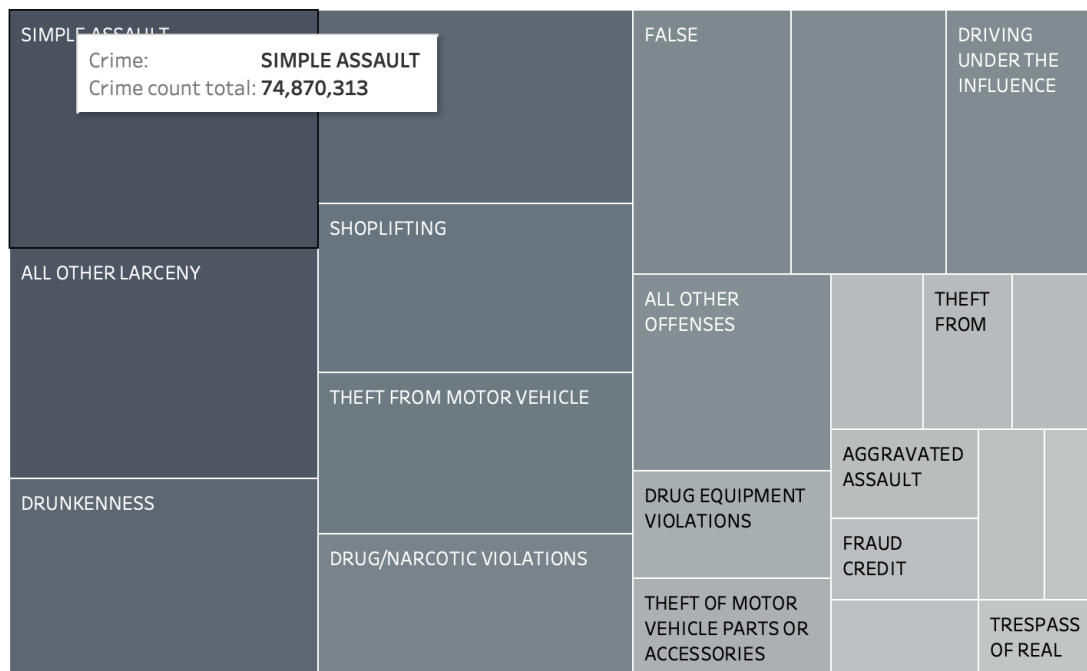 SIMPLE ASSAULT
Crime: SIMPLE ASSAULT
Crime count total: 74,870,313
ALL OTHER LARCENY
DRUNKENNESS
SHOPLIFTING
THEFT FROM MOTOR VEHICLE
DRUG/NARCOTIC VIOLATIONS
FALSE
DRIVING
UNDER THE
INFLUENCE
ALL OTHER
OFFENSES
THEFT
FROM
DRUG EQUIPMENT
VIOLATIONS
AGGRAVATED
ASSAULT
FRAUD
CREDIT
THEFT OF MOTOR
VEHICLE PARTS OR
ACCESSORIES
TRESPASS
OF REAL